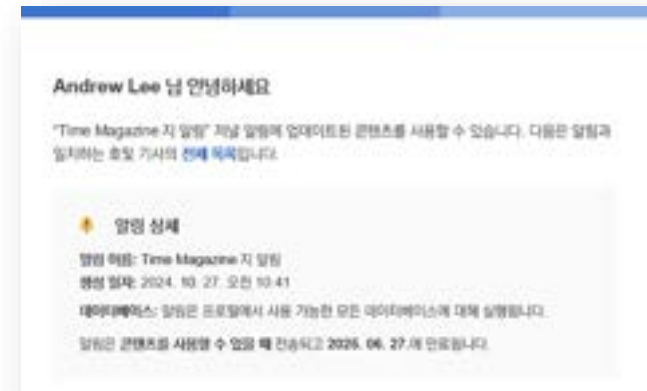 Andrew Lee 님 안녕하세요
"Time Magazine 지 알림" 저널 알림에 업데이트된 콘텐츠를 사용할 수 있습니다. 다음은 알림과
일치하는 호및 기사의 전체 목록입니다.
알림 상세
알림 이름: Time Magazine 지 알림
생성 일자: 2024. 10. 27. 오전 10:41
데이터베이스: 알림은 프로필에서 사용 가능한 모든 데이터베이스에 대해 실행됩니다.
알림은 콘텐츠를 사용할 수 있을 때 전송되고 2025. 06. 27.에 만료됩니다.